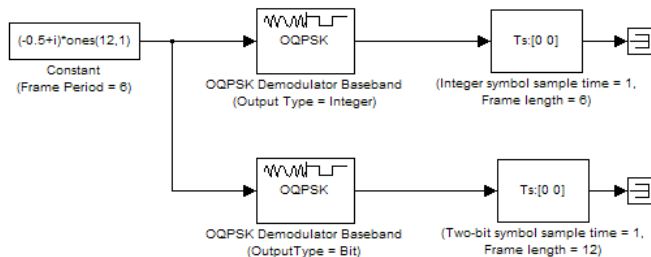 (-0.5+i)*ones(12,1)
Constant
(Frame Period = 6)
OQPSK
OQPSK Demodulator Baseband
(Output Type = Integer)
Ts:[0 0]
(Integer symbol sample time = 1,
Frame length = 6)
OQPSK
OQPSK Demodulator Baseband
(OutputType = Bit)
Ts:[0 0]
(Two-bit symbol sample time = 1,
Frame length = 12)